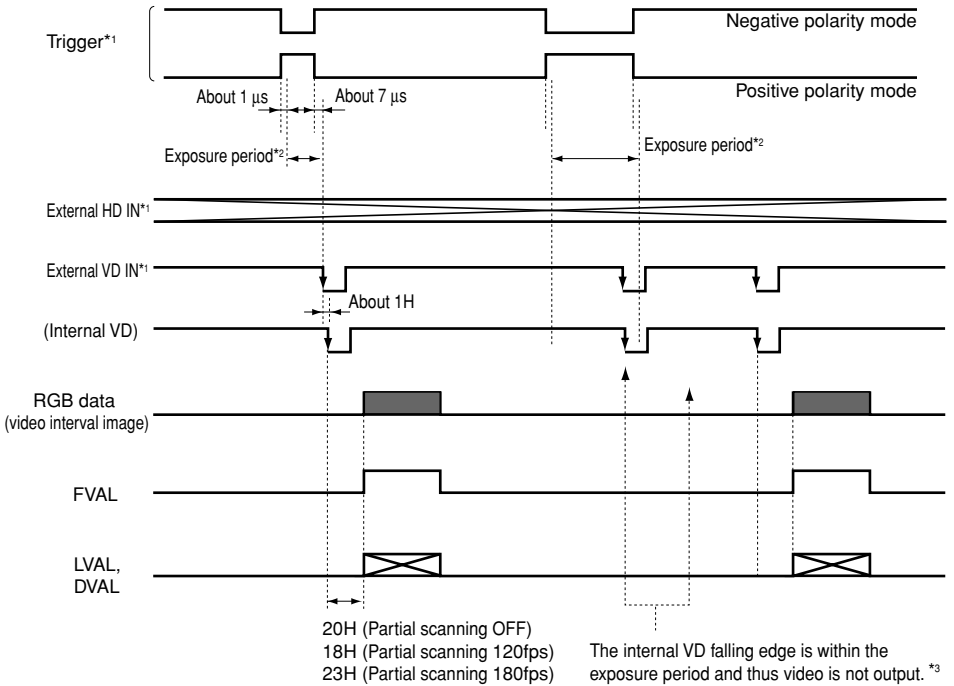 Negative polarity mode
Trigger*1
Positive polarity mode
About 1 μs
About 7 μs
Exposure period*2
Exposure period*2
External HD IN*1
External VD IN*1
About 1H
(Internal VD)
RGB data
(video interval image)
FVAL
LVAL,
DVAL
20H (Partial scanning OFF)
18H (Partial scanning 120fps)
23H (Partial scanning 180fps)
The internal VD falling edge is within the
exposure period and thus video is not output. *3